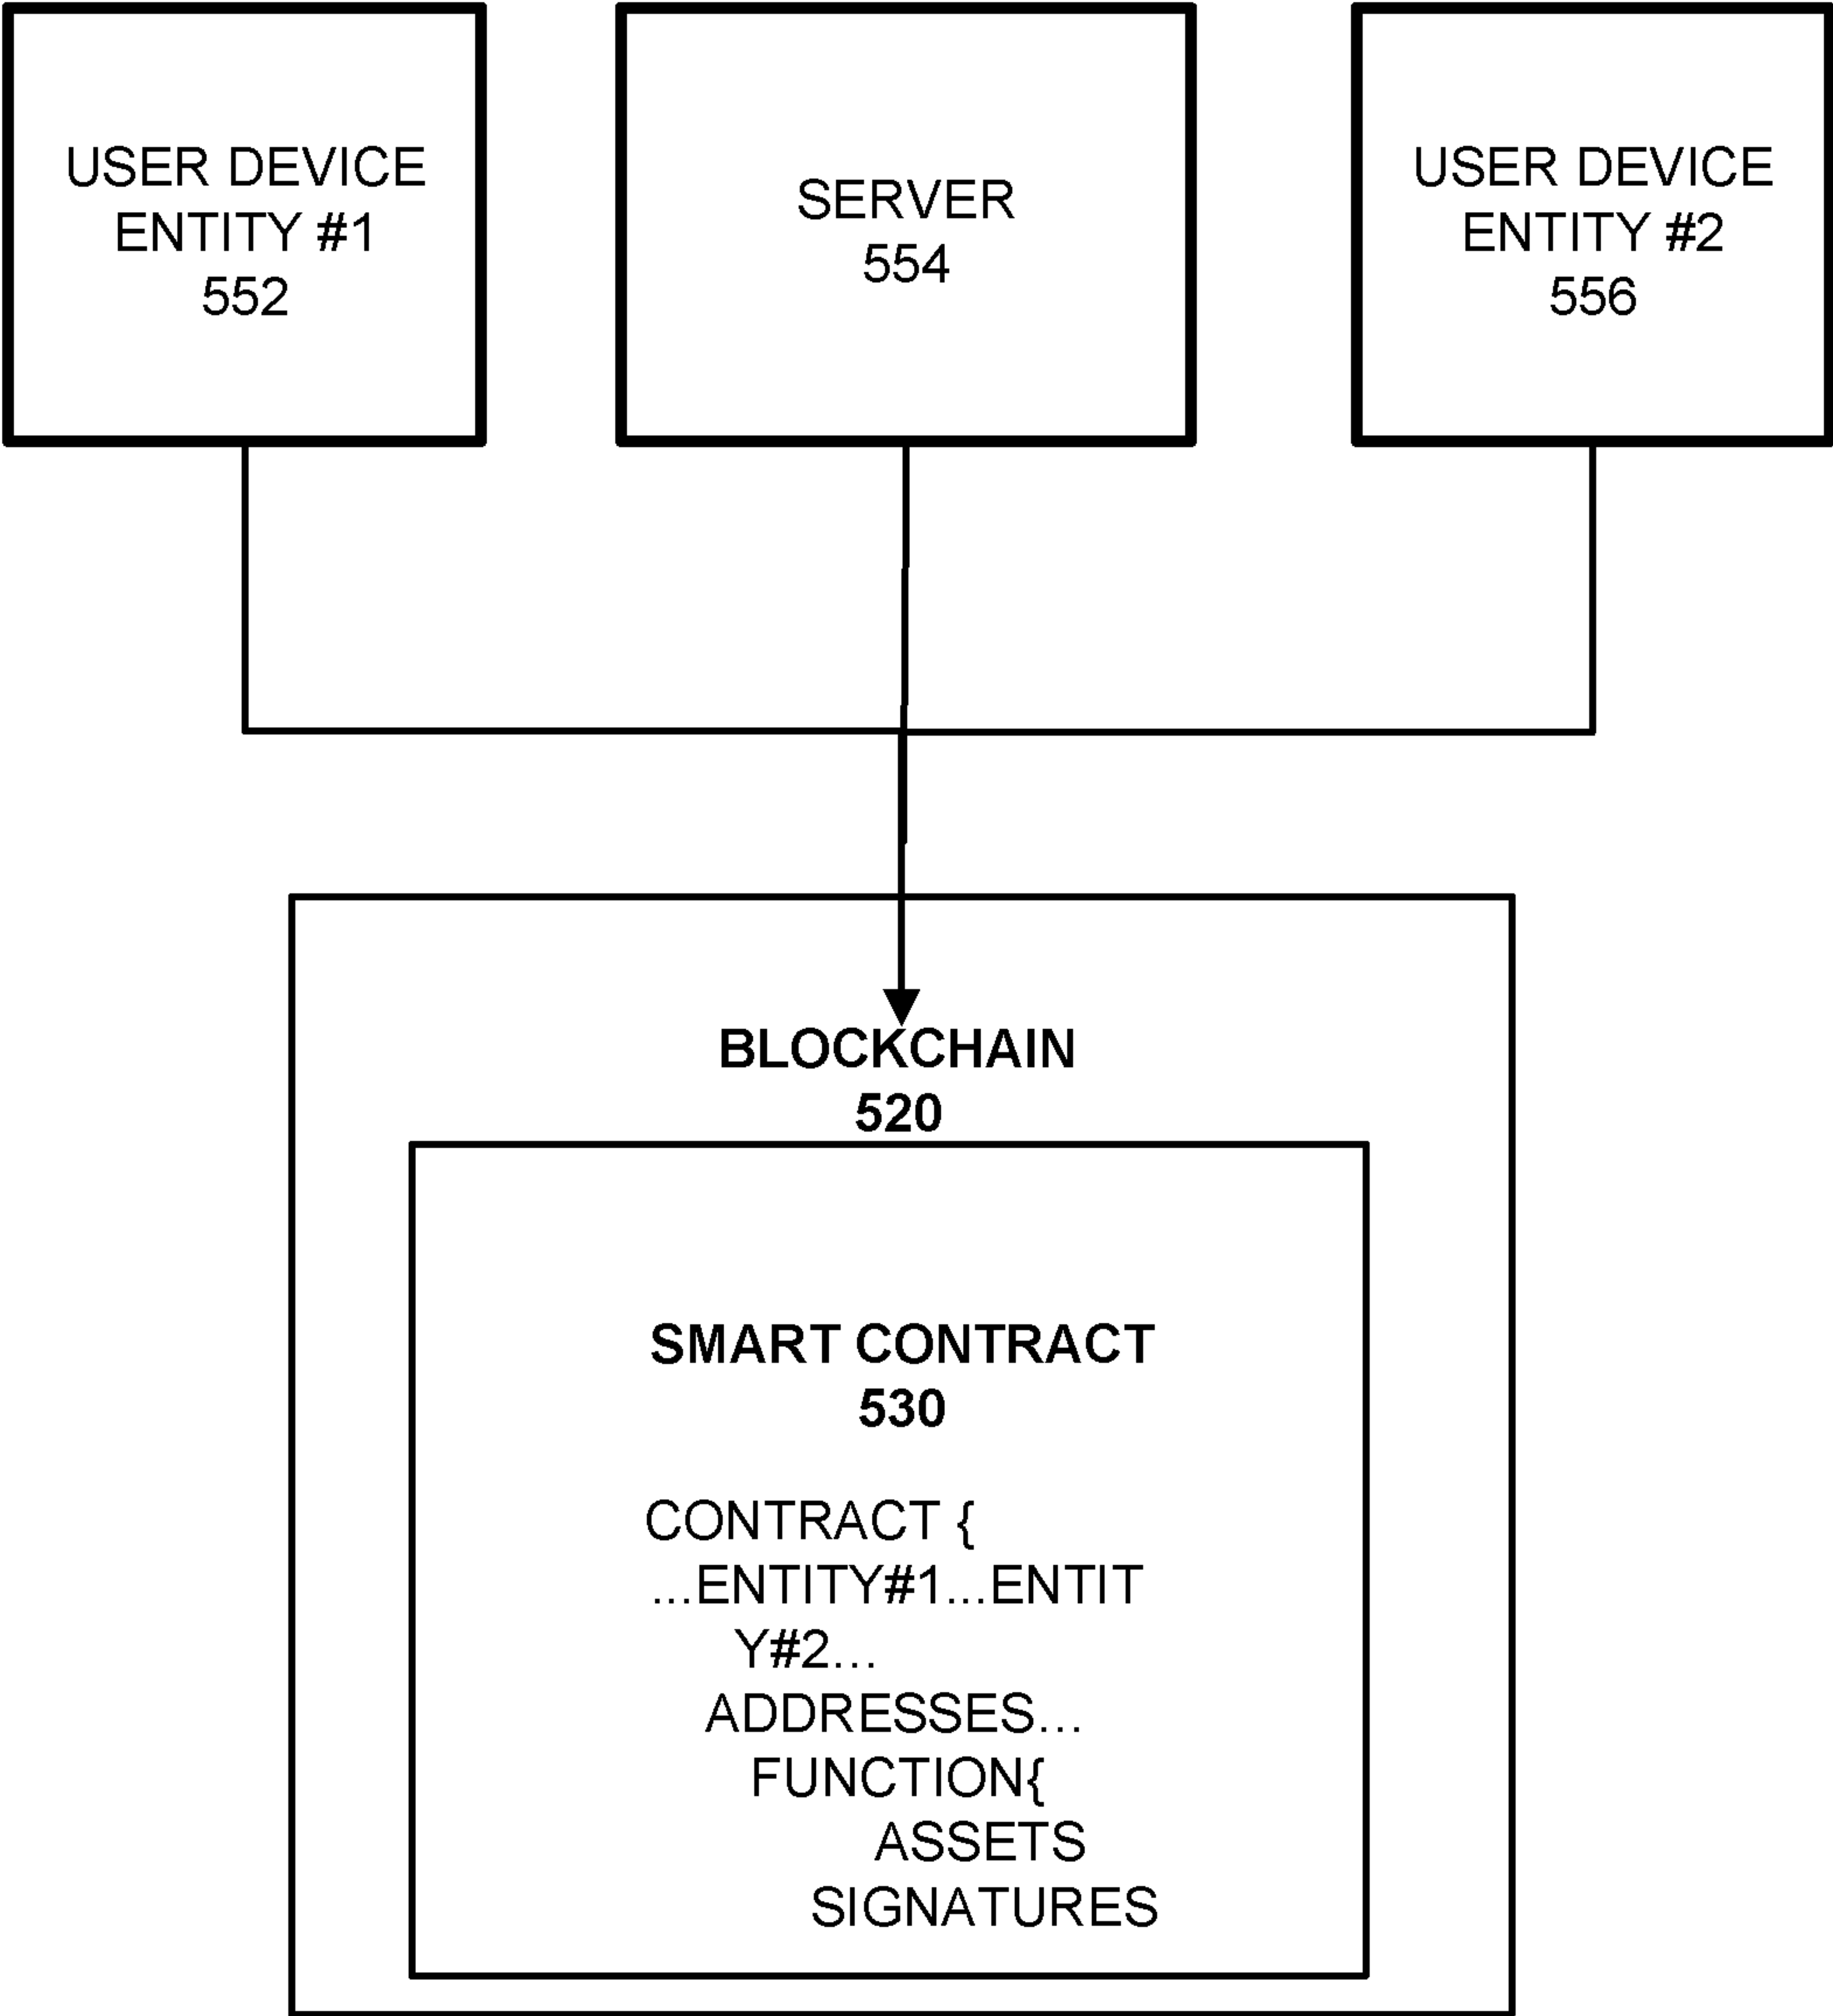 USER DEVICE
ENTITY #1
552
SERVER
554
USER DEVICE
ENTITY #2
556
BLOCKCHAIN
520
SMART CONTRACT
530
CONTRACT {
...ENTITY#1...ENTIT
Y#2...
ADDRESSES...
FUNCTION{
ASSETS
SIGNATURES